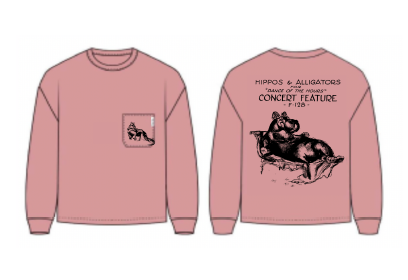 HIPPOS & ALLIGATORS
"DANCE OF THE HOURS"
CONCERT FEATURE
- F-128 -